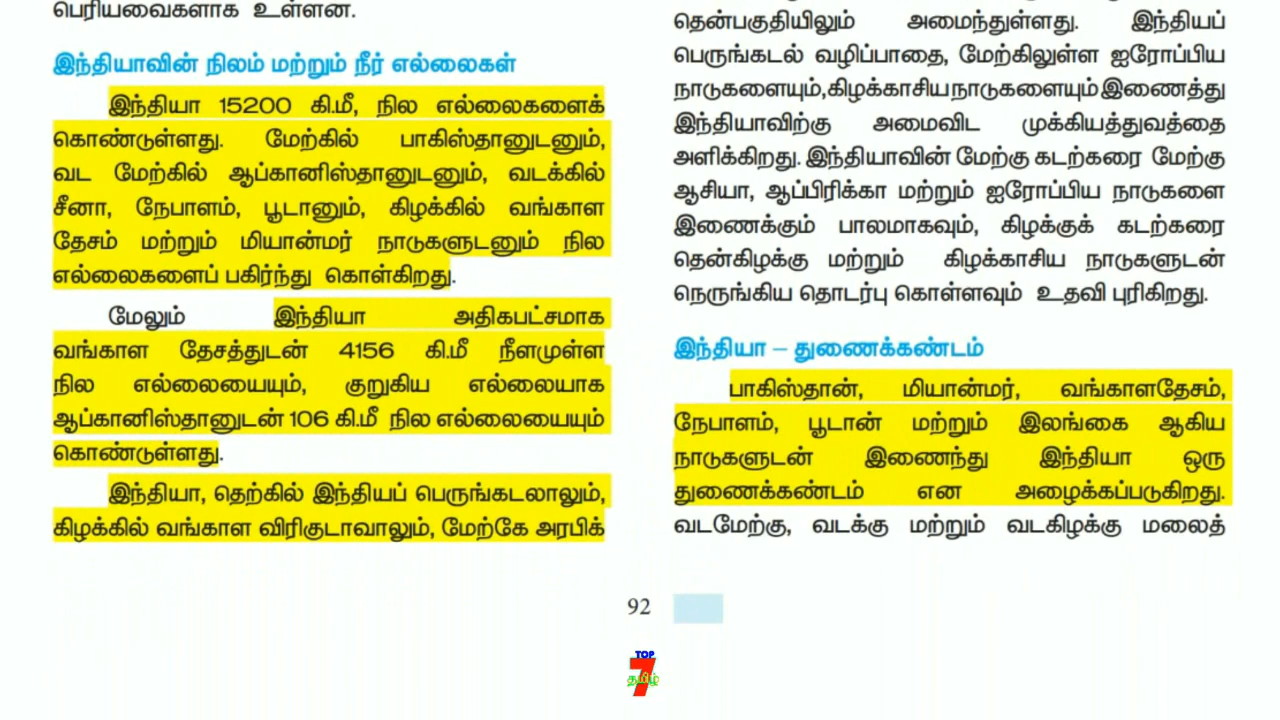 பெரியவைகளாக உள்ளன.
இந்தியாவின் நிலம் மற்றும் நீர் எல்லைகள்
இந்தியா 15200 கி.மீ, நில எல்லைகளைக்
கொண்டுள்ளது. மேற்கில் பாகிஸ்தானுடனும்,
வட மேற்கில் ஆப்கானிஸ்தானுடனும், வடக்கில்
சீனா, நேபாளம், பூடானும், கிழக்கில் வங்காள
தேசம் மற்றும் மியான்மர் நாடுகளுடனும் நில
எல்லைகளைப் பகிர்ந்து கொள்கிறது.
மேலும் இந்தியா அதிகபட்சமாக
வங்காள தேசத்துடன் 4156 கி.மீ நீளமுள்ள
நில எல்லையையும், குறுகிய எல்லையாக
ஆப்கானிஸ்தானுடன் 106 கி.மீ நில எல்லையையும்
கொண்டுள்ளது.
இந்தியா, தெற்கில் இந்தியப் பெருங்கடலாலும்,
கிழக்கில் வங்காள விரிகுடாவாலும், மேற்கே அரபிக்
தென்பகுதியிலும் அமைந்துள்ளது. இந்தியப்
பெருங்கடல் வழிப்பாதை, மேற்கிலுள்ள ஐரோப்பிய
நாடுகளையும்,கிழக்காசிய நாடுகளையும் இணைத்து
இந்தியாவிற்கு அமைவிட முக்கியத்துவத்தை
அளிக்கிறது. இந்தியாவின் மேற்கு கடற்கரை மேற்கு
ஆசியா, ஆப்பிரிக்கா மற்றும் ஐரோப்பிய நாடுகளை
இணைக்கும் பாலமாகவும், கிழக்குக் கடற்கரை
தென்கிழக்கு மற்றும் கிழக்காசிய நாடுகளுடன்
நெருங்கிய தொடர்பு கொள்ளவும் உதவி புரிகிறது.
இந்தியா – துணைக்கண்டம்
பாகிஸ்தான், மியான்மர், வங்காளதேசம்,
நேபாளம், பூடான் மற்றும் இலங்கை ஆகிய
நாடுகளுடன் இணைந்து இந்தியா ஒரு
துணைக்கண்டம் என அழைக்கப்படுகிறது.
வடமேற்கு, வடக்கு மற்றும் வடகிழக்கு மலைத்
92
TOP
7
தமிழ்